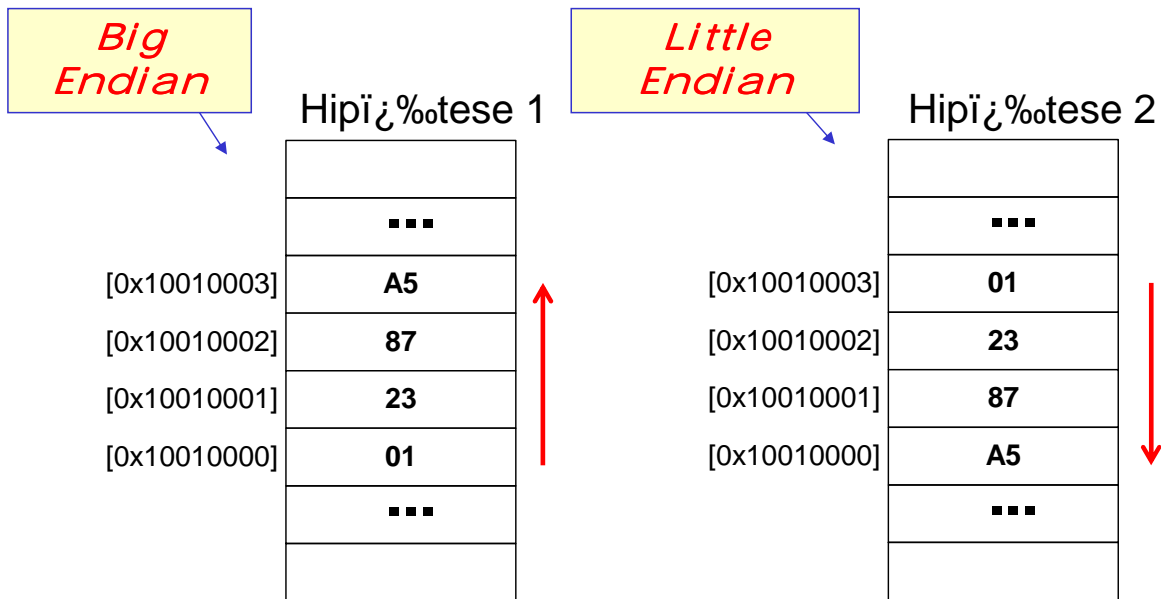 Big
Endian
Hipï¿‰tese 1
...
[0x10010003] A5
[0x10010002] 87
[0x10010001] 23
[0x10010000] 01
...
Little
Endian
Hipï¿‰tese 2
...
[0x10010003] 01
[0x10010002] 23
[0x10010001] 87
[0x10010000] A5
...